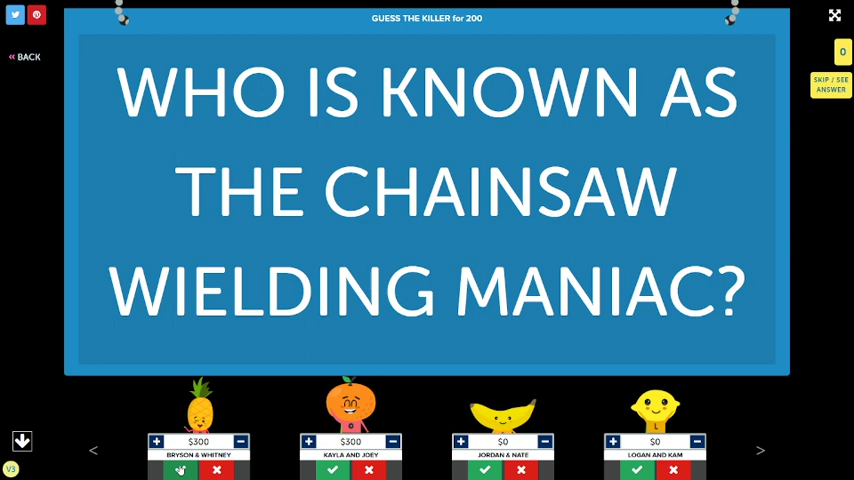 GUESS THE KILLER for 200
« BACK
0
SKIP / SEE
ANSWER
WHO IS KNOWN AS
THE CHAINSAW
WIELDING MANIAC?
L
+ $300 −
+ $300 −
+ $0 −
+ $0 −
BRYSON & WHITNEY
KAYLA AND JOEY
JORDAN & NATE
LOGAN AND KAM
< >
V3